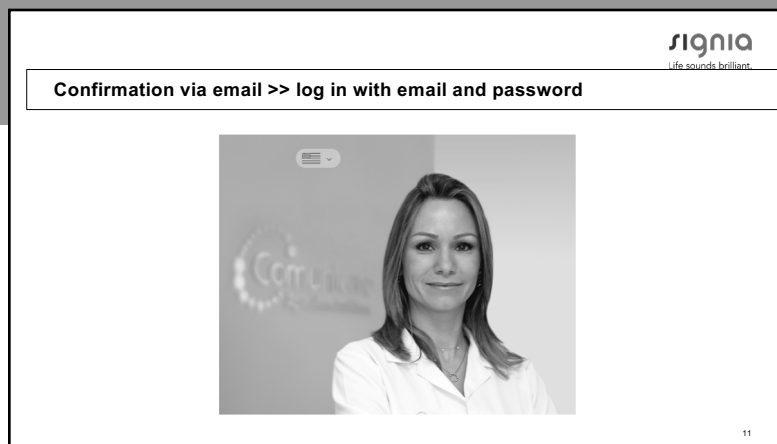 signia
Life sounds brilliant.
Confirmation via email >> log in with email and password
11